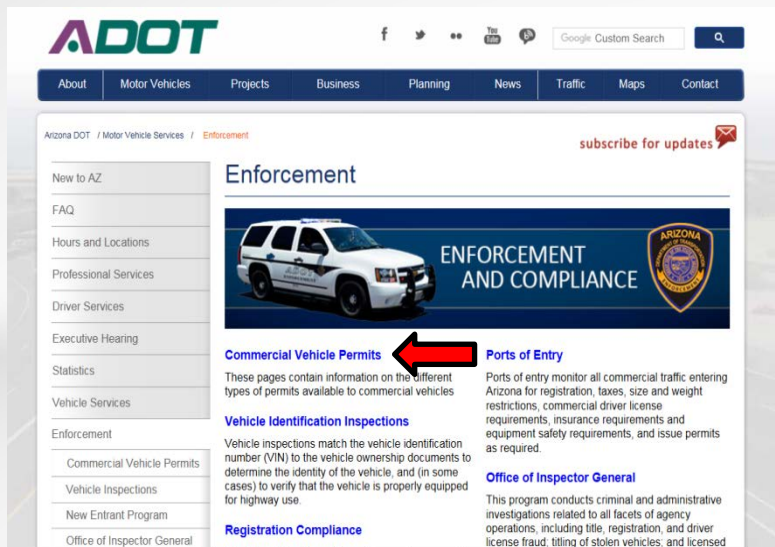 ADOT
f
You
Tube
Google Custom Search
About Motor Vehicles Projects Business Planning News Traffic Maps Contact
Arizona DOT / Motor Vehicle Services / Enforcement
subscribe for updates
New to AZ
FAQ
Hours and Locations
Professional Services
Driver Services
Executive Hearing
Statistics
Vehicle Services
Enforcement
Commercial Vehicle Permits
Vehicle Inspections
New Entrant Program
Office of Inspector General
Enforcement
ADOT
ENFORCEMENT
AND COMPLIANCE
ARIZONA
Commercial Vehicle Permits
These pages contain information on the different
types of permits available to commercial vehicles
Vehicle Identification Inspections
Vehicle inspections match the vehicle identification
number (VIN) to the vehicle ownership documents to
determine the identity of the vehicle, and (in some
cases) to verify that the vehicle is properly equipped
for highway use.
Registration Compliance
Ports of Entry
Ports of entry monitor all commercial traffic entering
Arizona for registration, taxes, size and weight
restrictions, commercial driver license
requirements, insurance requirements and
equipment safety requirements, and issue permits
as required.
Office of Inspector General
This program conducts criminal and administrative
investigations related to all facets of agency
operations, including title, registration, and driver
license fraud; titling of stolen vehicles; and licensed